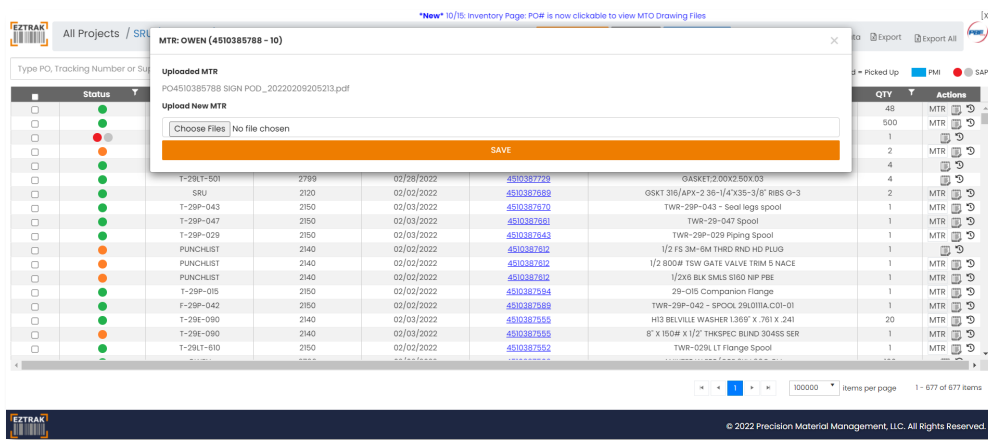 *New* 10/15: Inventory Page: PO# is now clickable to view MTO Drawing Files
[X
EZTRAK
All Projects / SRU
Export
Export All
MTR: OWEN (4510385788 - 10)
×
Uploaded MTR
PO4510385788 SIGN POD_20220209205213.pdf
Upload New MTR
Choose Files No file chosen
SAVE
Type PO, Tracking Number or Su
d = Picked Up PMI SAP
Status QTY Actions
48 MTR
500 MTR
1
2 MTR
4
T-29LT-501 2799 02/28/2022 4510387729 GASKET;2.00X2.50X.03 4
SRU 2120 02/02/2022 4510387689 GSKT 316/APX-2 36-1/4"X35-3/8" RIBS G-3 2 MTR
T-29P-043 2150 02/03/2022 4510387670 TWR-29P-043 - Seal legs spool 1 MTR
T-29P-047 2150 02/03/2022 4510387661 TWR-29-047 Spool 1 MTR
T-29P-029 2150 02/03/2022 4510387643 TWR-29P-029 Piping Spool 1 MTR
PUNCHLIST 2140 02/02/2022 4510387612 1/2 FS 3M-6M THRD RND HD PLUG 1
PUNCHLIST 2140 02/02/2022 4510387612 1/2 800# TSW GATE VALVE TRIM 5 NACE 1 MTR
PUNCHLIST 2140 02/02/2022 4510387612 1/2X6 BLK SMLS S160 NIP PBE 1 MTR
T-29P-015 2150 02/02/2022 4510387594 29-O15 Companion Flange 1 MTR
F-29P-042 2150 02/02/2022 4510387589 TWR-29P-042 - SPOOL 29L0111A.C01-01 1 MTR
T-29E-090 2140 02/02/2022 4510387555 H13 BELVILLE WASHER 1.369" X .761 X .241 20 MTR
T-29E-090 2140 02/02/2022 4510387555 8" X 150# X 1/2" THKSPEC BLIND 304SS SER 1 MTR
T-29LT-610 2150 02/02/2022 4510387552 TWR-029L LT Flange Spool 1 MTR
1 100000 items per page 1 - 677 of 677 items
EZTRAK
© 2022 Precision Material Management, LLC. All Rights Reserved.